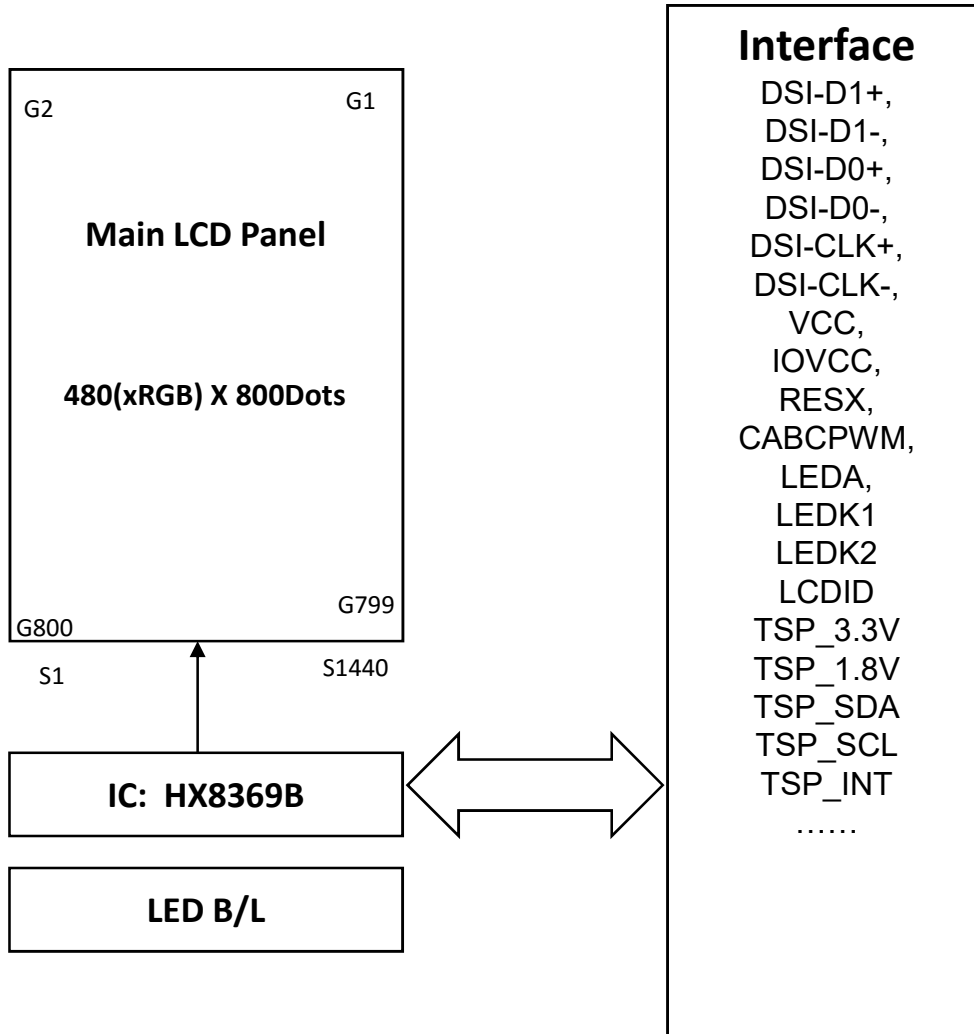 G2
G1
Main LCD Panel
480(xRGB) X 800Dots
G799
G800
S1
S1440
IC: HX8369B
LED B/L
Interface
DSI-D1+,
DSI-D1-,
DSI-D0+,
DSI-D0-,
DSI-CLK+,
DSI-CLK-,
VCC,
IOVCC,
RESX,
CABCPWM,
LEDA,
LEDK1
LEDK2
LCDID
TSP_3.3V
TSP_1.8V
TSP_SDA
TSP_SCL
TSP_INT
……